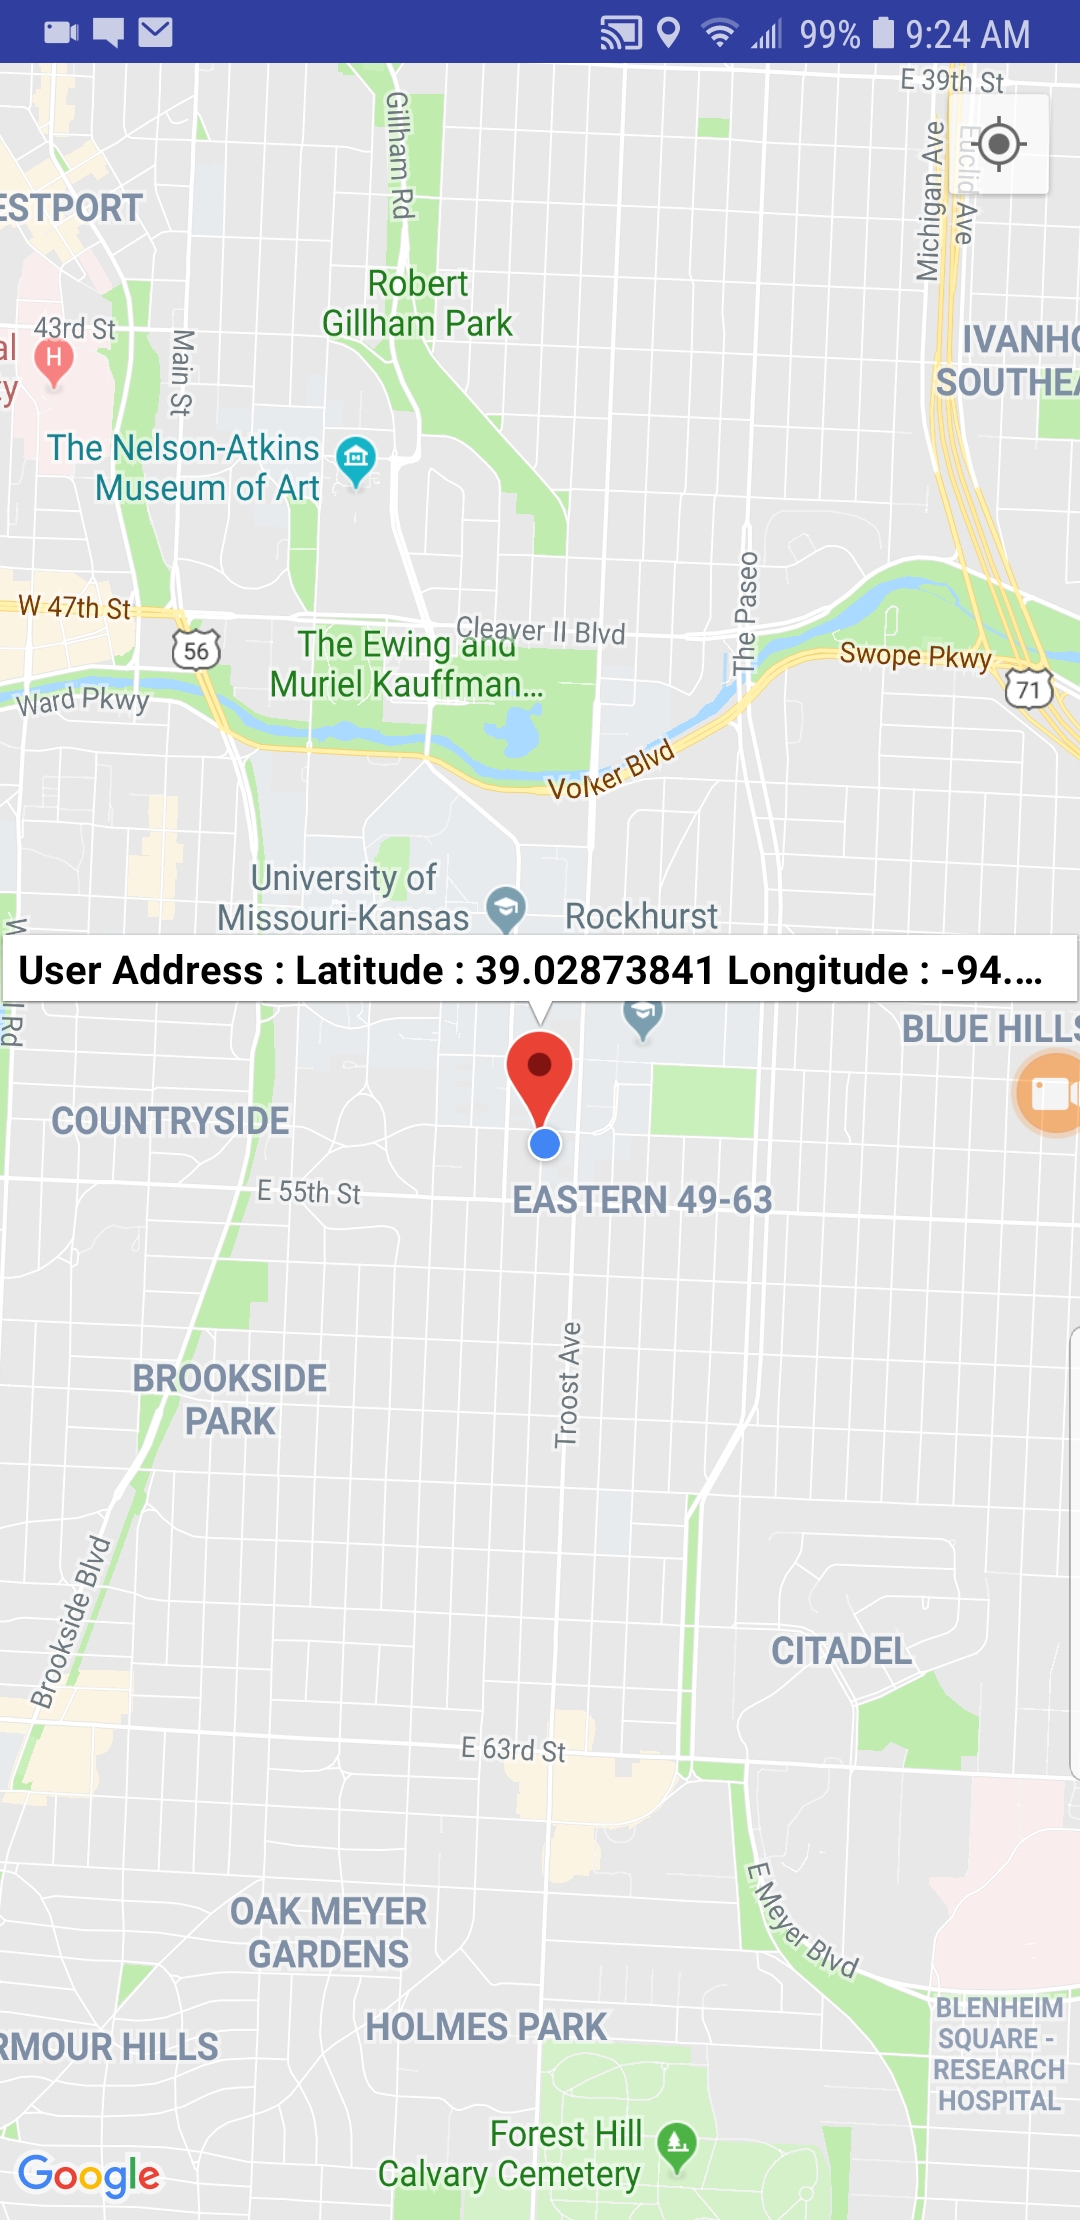 99% 9:24 AM
E 39th St
Gillham Rd
Michigan Ave
Euclid Ave
ESTPORT
Robert
Gillham Park
43rd St
Main St
al
ty
H
IVANHO
SOUTHEA
The Nelson-Atkins
Museum of Art
The Paseo
W 47th St
56
Cleaver II Blvd
The Ewing and
Muriel Kauffman...
Swope Pkwy
71
Ward Pkwy
Volker Blvd
University of
Missouri-Kansas
Rockhurst
W
User Address : Latitude : 39.02873841 Longitude : -94....
l Rd
BLUE HILLS
COUNTRYSIDE
E 55th St
EASTERN 49-63
Troost Ave
BROOKSIDE
PARK
Brookside Blvd
CITADEL
E 63rd St
E Meyer Blvd
OAK MEYER
GARDENS
HOLMES PARK
RMOUR HILLS
BLENHEIM
SQUARE -
RESEARCH
HOSPITAL
Forest Hill
Calvary Cemetery
Google